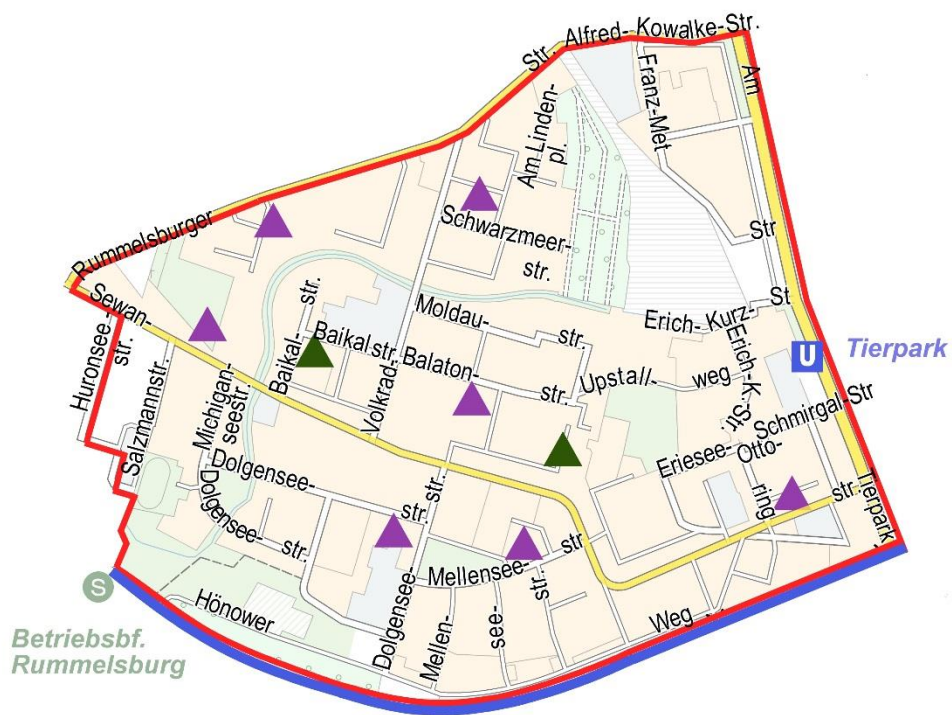 Alfred-Kowalke-Str.
Str.
Am
Franz-Met
Am Linden-
pl.
Rummelsburger
Schwarzmeer-
str.
Str
Sewan-
Huronsee-
str.
Salzmannstr.
Michigan-
seestr.
Baikal-
str.
Baikalstr.
Volkrad-
Moldau-
str.
Balaton-
str.
Erich-Kurz-
St
Erich-K.-Str.
Tierpark
U
Upstall-
weg
Schmirgal-Str
Otto-
Eriesee-
ring
str.
Tierpark
Dolgensee-
str.
Dolgensee-
str.
Dolgensee-
str.
Mellensee-
str
Mellen-
see-
str.
Hönower
Weg
S
Betriebsbf.
Rummelsburg